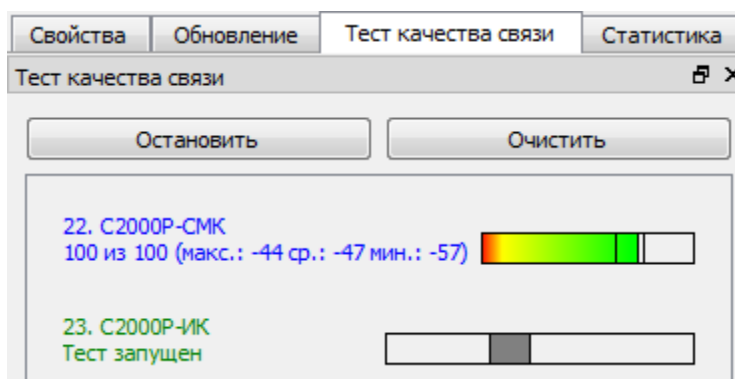 Свойства Обновление Тест качества связи Статистика
Тест качества связи
Остановить Очистить
22. С2000Р-СМК
100 из 100 (макс.: -44 ср.: -47 мин.: -57)
23. С2000Р-ИК
Тест запущен